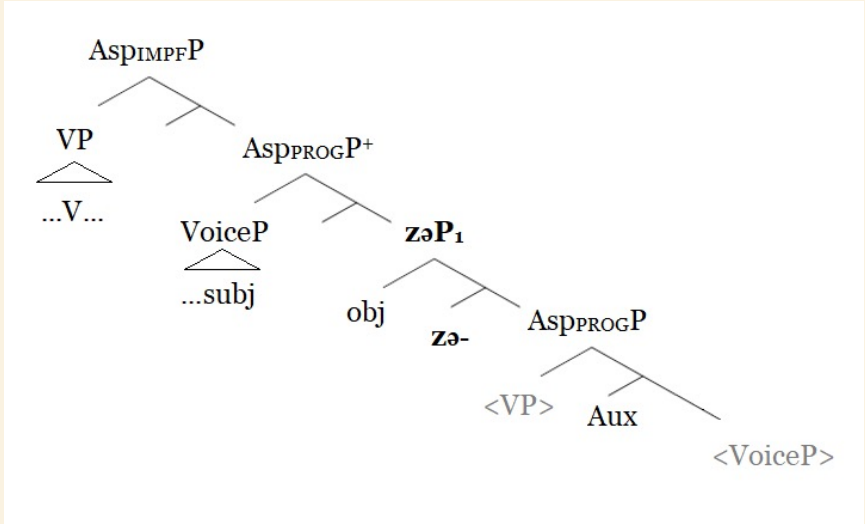 AspIMPFP
VP
AspPROGP⁺
...V...
VoiceP
zəP₁
...subj
obj
zə-
AspPROGP
<VP>
Aux
<VoiceP>